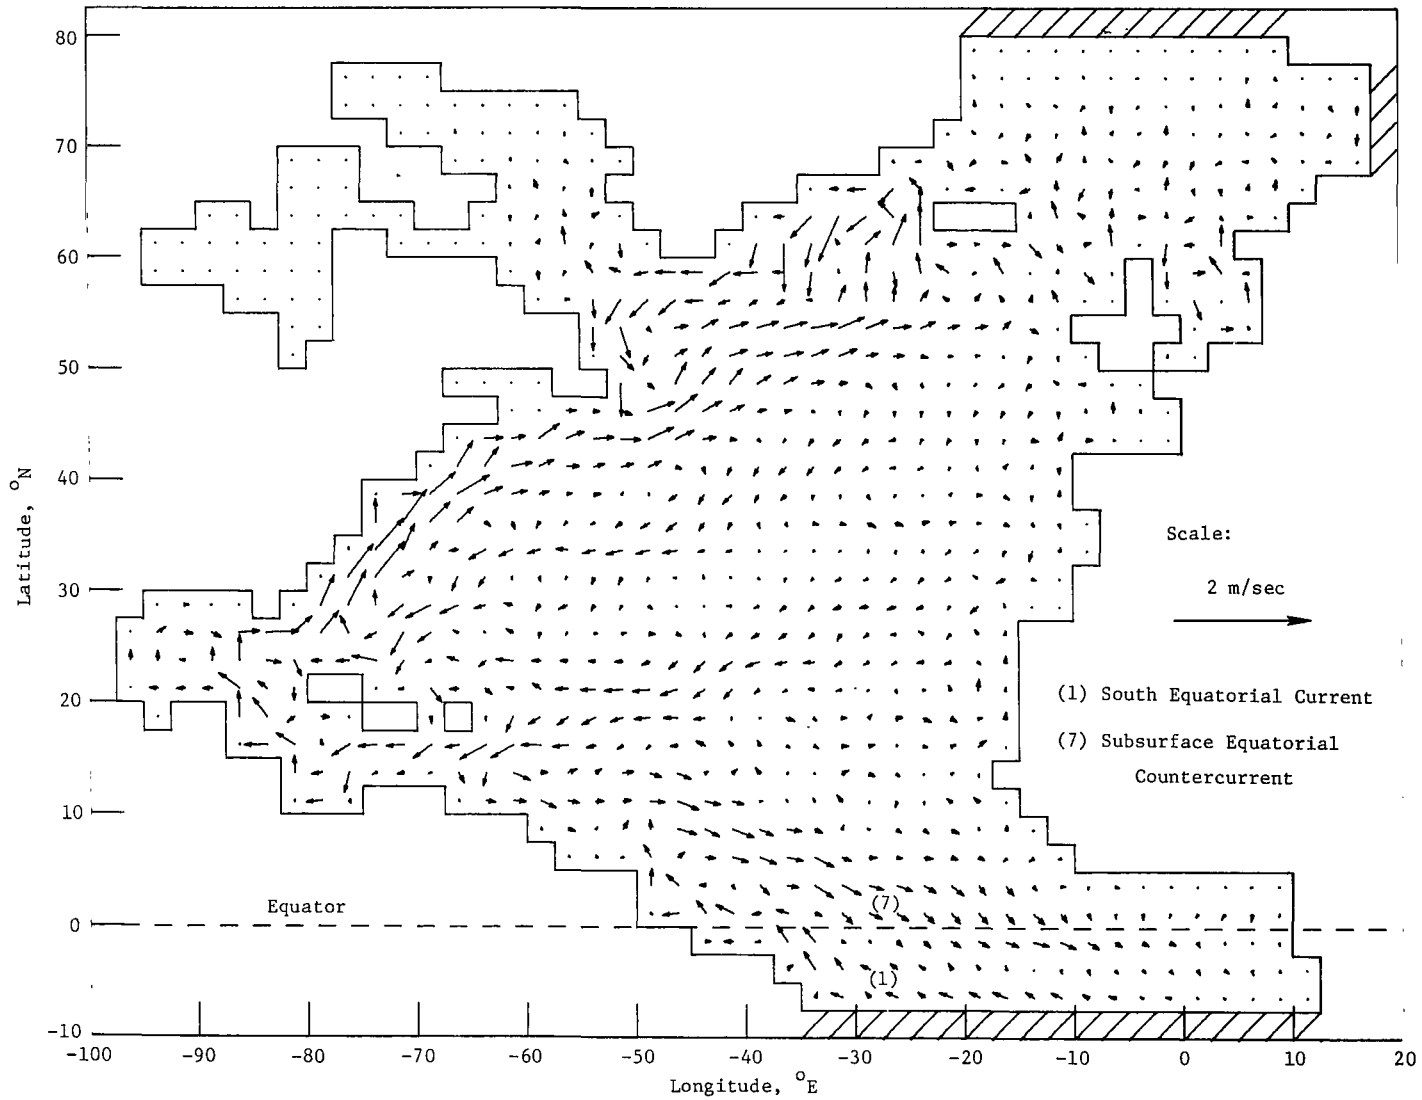 80
70
60
50
40
30
20
10
0
-10
Latitude, °N
Scale:
2 m/sec
(1) South Equatorial Current
(7) Subsurface Equatorial
Countercurrent
Equator
(7)
(1)
-100 -90 -80 -70 -60 -50 -40 -30 -20 -10 0 10 20
Longitude, °E